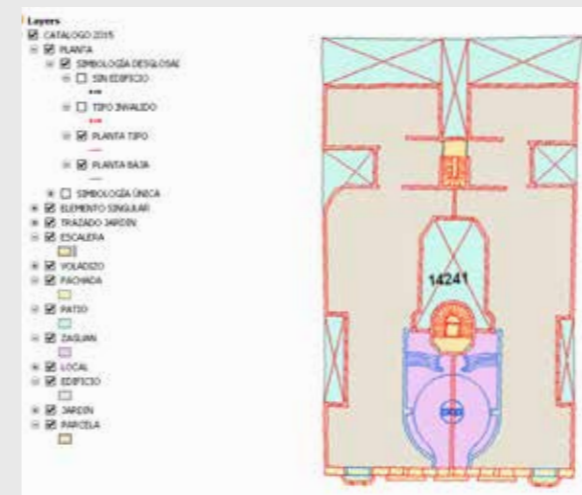 Layers
CATALOGO 2015
PLANTA
SIMBOLOGÍA DESGLOSAI
SIN EDIFICIO
TIPO INVALIDO
PLANTA TIPO
PLANTA BAJA
SIMBOLOGÍA ÚNICA
ELEMENTO SINGULAR
TRAZADO JARDIN
ESCALERA
VOLADIZO
FACHADA
PATIO
ZAGUAN
LOCAL
EDIFICIO
JARDIN
PARCELA
14241